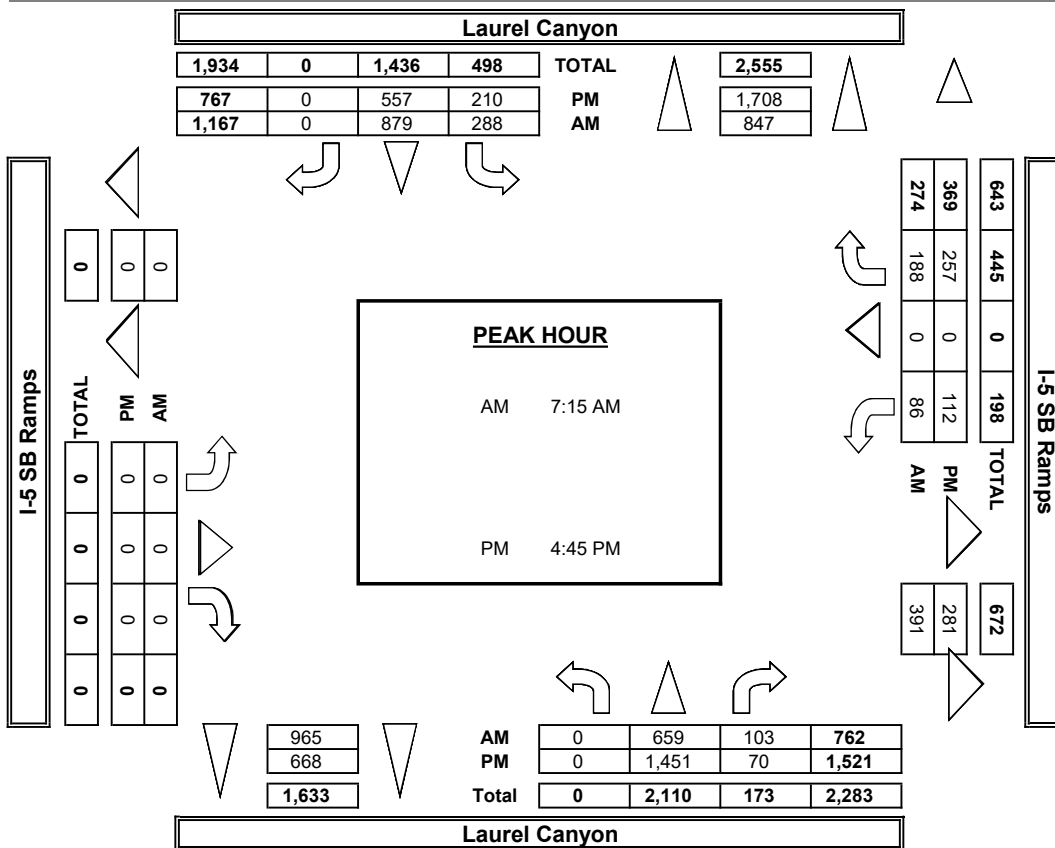 Laurel Canyon
1,934 0 1,436 498 TOTAL 2,555
767 0 557 210 PM 1,708
1,167 0 879 288 AM 847
I-5 SB Ramps
0 0 0
TOTAL PM AM
0 0 0
0 0 0
0 0 0
0 0 0
PEAK HOUR
AM 7:15 AM
PM 4:45 PM
274 369 643
188 257 445
0 0 0
86 112 198
AM PM TOTAL
391 281 672
I-5 SB Ramps
965 AM 0 659 103 762
668 PM 0 1,451 70 1,521
1,633 Total 0 2,110 173 2,283
Laurel Canyon